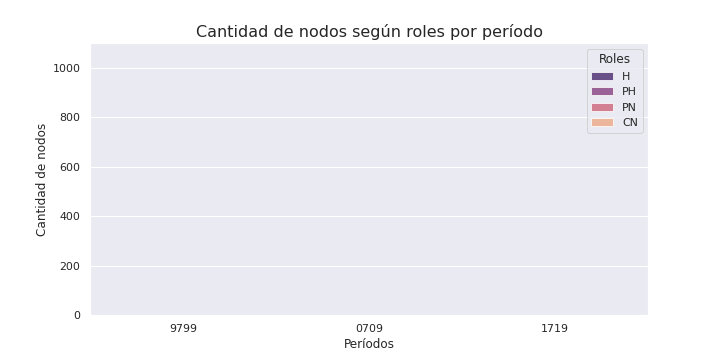 Cantidad de nodos según roles por período
Roles
H
PH
PN
CN
1000
800
600
400
200
0
Cantidad de nodos
9799
0709
1719
Períodos